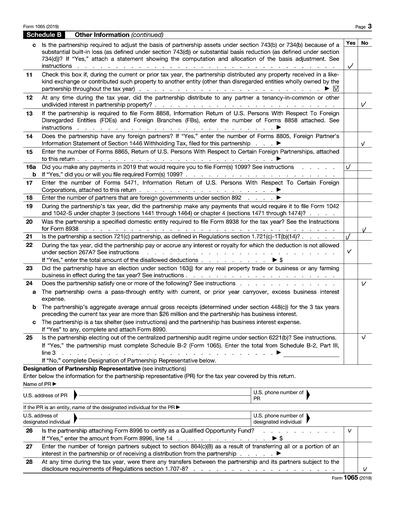 Form 1065 (2019) Page 3
Schedule B Other Information (continued)
Yes No
c Is the partnership required to adjust the basis of partnership assets under section 743(b) or 734(b) because of a
substantial built-in loss (as defined under section 743(d)) or substantial basis reduction (as defined under section
734(d))? If "Yes," attach a statement showing the computation and allocation of the basis adjustment. See
instructions ✓
11 Check this box if, during the current or prior tax year, the partnership distributed any property received in a like-
kind exchange or contributed such property to another entity (other than disregarded entities wholly owned by the
partnership throughout the tax year) ▶ ☑
12 At any time during the tax year, did the partnership distribute to any partner a tenancy-in-common or other
undivided interest in partnership property? ✓
13 If the partnership is required to file Form 8858, Information Return of U.S. Persons With Respect To Foreign
Disregarded Entities (FDEs) and Foreign Branches (FBs), enter the number of Forms 8858 attached. See
instructions ▶
14 Does the partnership have any foreign partners? If "Yes," enter the number of Forms 8805, Foreign Partner's
Information Statement of Section 1446 Withholding Tax, filed for this partnership ▶ ✓
15 Enter the number of Forms 8865, Return of U.S. Persons With Respect to Certain Foreign Partnerships, attached
to this return ▶
16a Did you make any payments in 2019 that would require you to file Form(s) 1099? See instructions ✓
b If "Yes," did you or will you file required Form(s) 1099?
17 Enter the number of Forms 5471, Information Return of U.S. Persons With Respect To Certain Foreign
Corporations, attached to this return ▶
18 Enter the number of partners that are foreign governments under section 892 ▶
19 During the partnership's tax year, did the partnership make any payments that would require it to file Form 1042
and 1042-S under chapter 3 (sections 1441 through 1464) or chapter 4 (sections 1471 through 1474)?
20 Was the partnership a specified domestic entity required to file Form 8938 for the tax year? See the Instructions
for Form 8938 ✓
21 Is the partnership a section 721(c) partnership, as defined in Regulations section 1.721(c)-1T(b)(14)? ✓
22 During the tax year, did the partnership pay or accrue any interest or royalty for which the deduction is not allowed
under section 267A? See instructions ✓
If "Yes," enter the total amount of the disallowed deductions ▶ $
23 Did the partnership have an election under section 163(j) for any real property trade or business or any farming
business in effect during the tax year? See instructions
24 Does the partnership satisfy one or more of the following? See instructions ✓
a The partnership owns a pass-through entity with current, or prior year carryover, excess business interest
expense.
b The partnership's aggregate average annual gross receipts (determined under section 448(c)) for the 3 tax years
preceding the current tax year are more than $26 million and the partnership has business interest.
c The partnership is a tax shelter (see instructions) and the partnership has business interest expense.
If "Yes" to any, complete and attach Form 8990.
25 Is the partnership electing out of the centralized partnership audit regime under section 6221(b)? See instructions. ✓
If "Yes," the partnership must complete Schedule B-2 (Form 1065). Enter the total from Schedule B-2, Part III,
line 3 ▶
If "No," complete Designation of Partnership Representative below.
Designation of Partnership Representative (see instructions)
Enter below the information for the partnership representative (PR) for the tax year covered by this return.
Name of PR ▶
U.S. address of PR
U.S. phone number of
PR
If the PR is an entity, name of the designated individual for the PR ▶
U.S. address of
designated individual
U.S. phone number of
designated individual
26 Is the partnership attaching Form 8996 to certify as a Qualified Opportunity Fund? ✓
If "Yes," enter the amount from Form 8996, line 14 ▶ $
27 Enter the number of foreign partners subject to section 864(c)(8) as a result of transferring all or a portion of an
interest in the partnership or of receiving a distribution from the partnership ▶
28 At any time during the tax year, were there any transfers between the partnership and its partners subject to the
disclosure requirements of Regulations section 1.707-8? ✓
Form 1065 (2019)